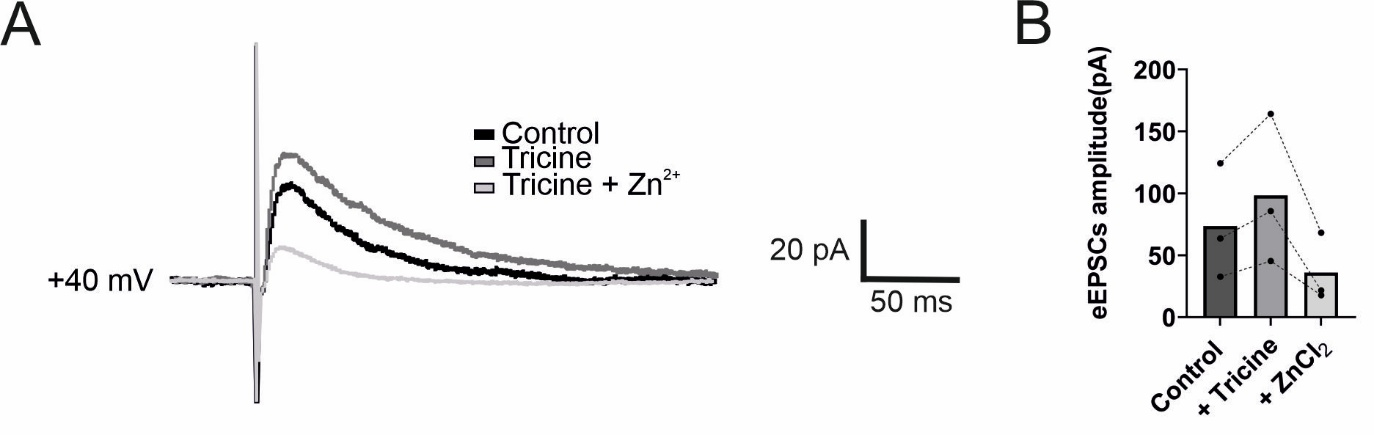 A
Control
Tricine
Tricine + Zn²⁺
+40 mV
20 pA
50 ms
B
eEPSCs amplitude(pA)
200
150
100
50
0
Control
+ Tricine
+ ZnCl₂